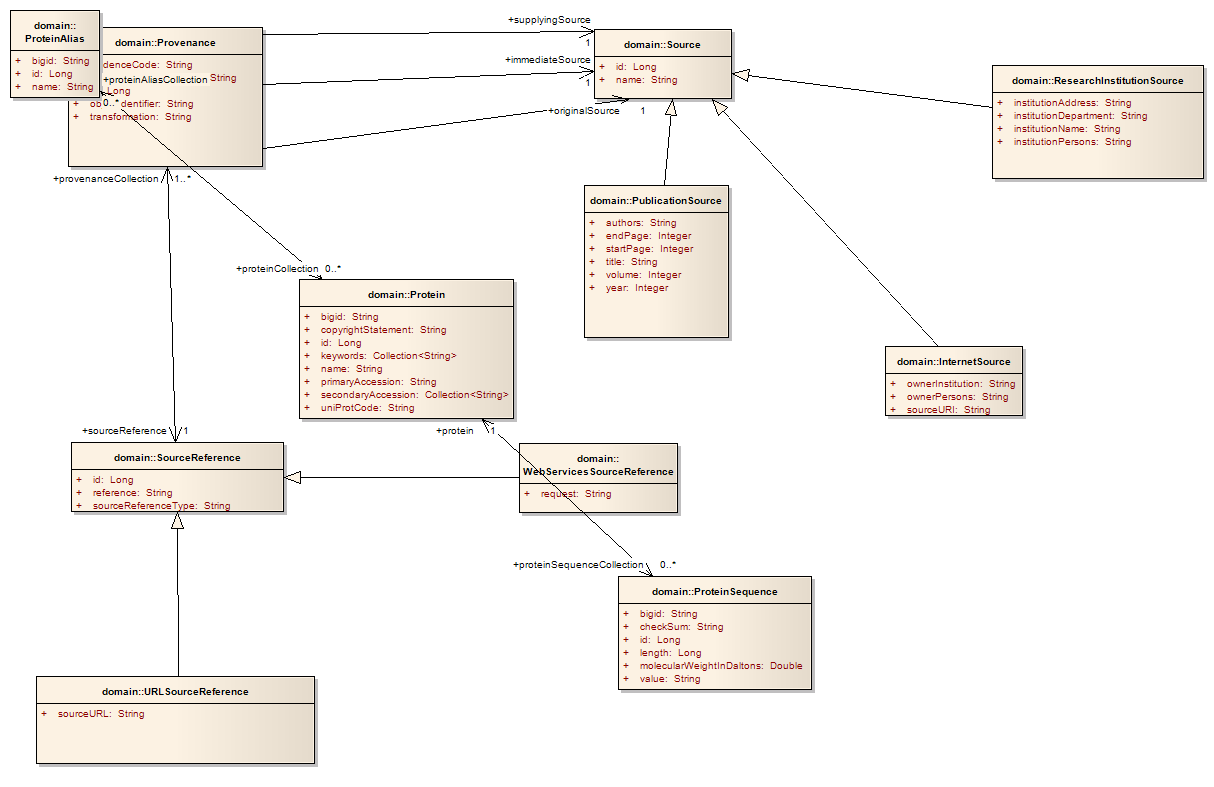 domain::
ProteinAlias
+ bigid: String
+ id: Long
+ name: String
domain::Provenance
denceCode: String
+proteinAliasCollection String
Long
0..*
+ ob dentifier: String
+ transformation: String
+provenanceCollection 1..*
+supplyingSource
1
+immediateSource
1
+originalSource 1
domain::Source
+ id: Long
+ name: String
domain::ResearchInstitutionSource
+ institutionAddress: String
+ institutionDepartment: String
+ institutionName: String
+ institutionPersons: String
domain::PublicationSource
+ authors: String
+ endPage: Integer
+ startPage: Integer
+ title: String
+ volume: Integer
+ year: Integer
+proteinCollection 0..*
domain::Protein
+ bigid: String
+ copyrightStatement: String
+ id: Long
+ keywords: Collection<String>
+ name: String
+ primaryAccession: String
+ secondaryAccession: Collection<String>
+ uniProtCode: String
domain::InternetSource
+ ownerInstitution: String
+ ownerPersons: String
+ sourceURI: String
+sourceReference 1
+protein 1
domain::SourceReference
+ id: Long
+ reference: String
+ sourceReferenceType: String
domain::
WebServicesSourceReference
+ request: String
+proteinSequenceCollection 0..*
domain::ProteinSequence
+ bigid: String
+ checkSum: String
+ id: Long
+ length: Long
+ molecularWeightInDaltons: Double
+ value: String
domain::URLSourceReference
+ sourceURL: String